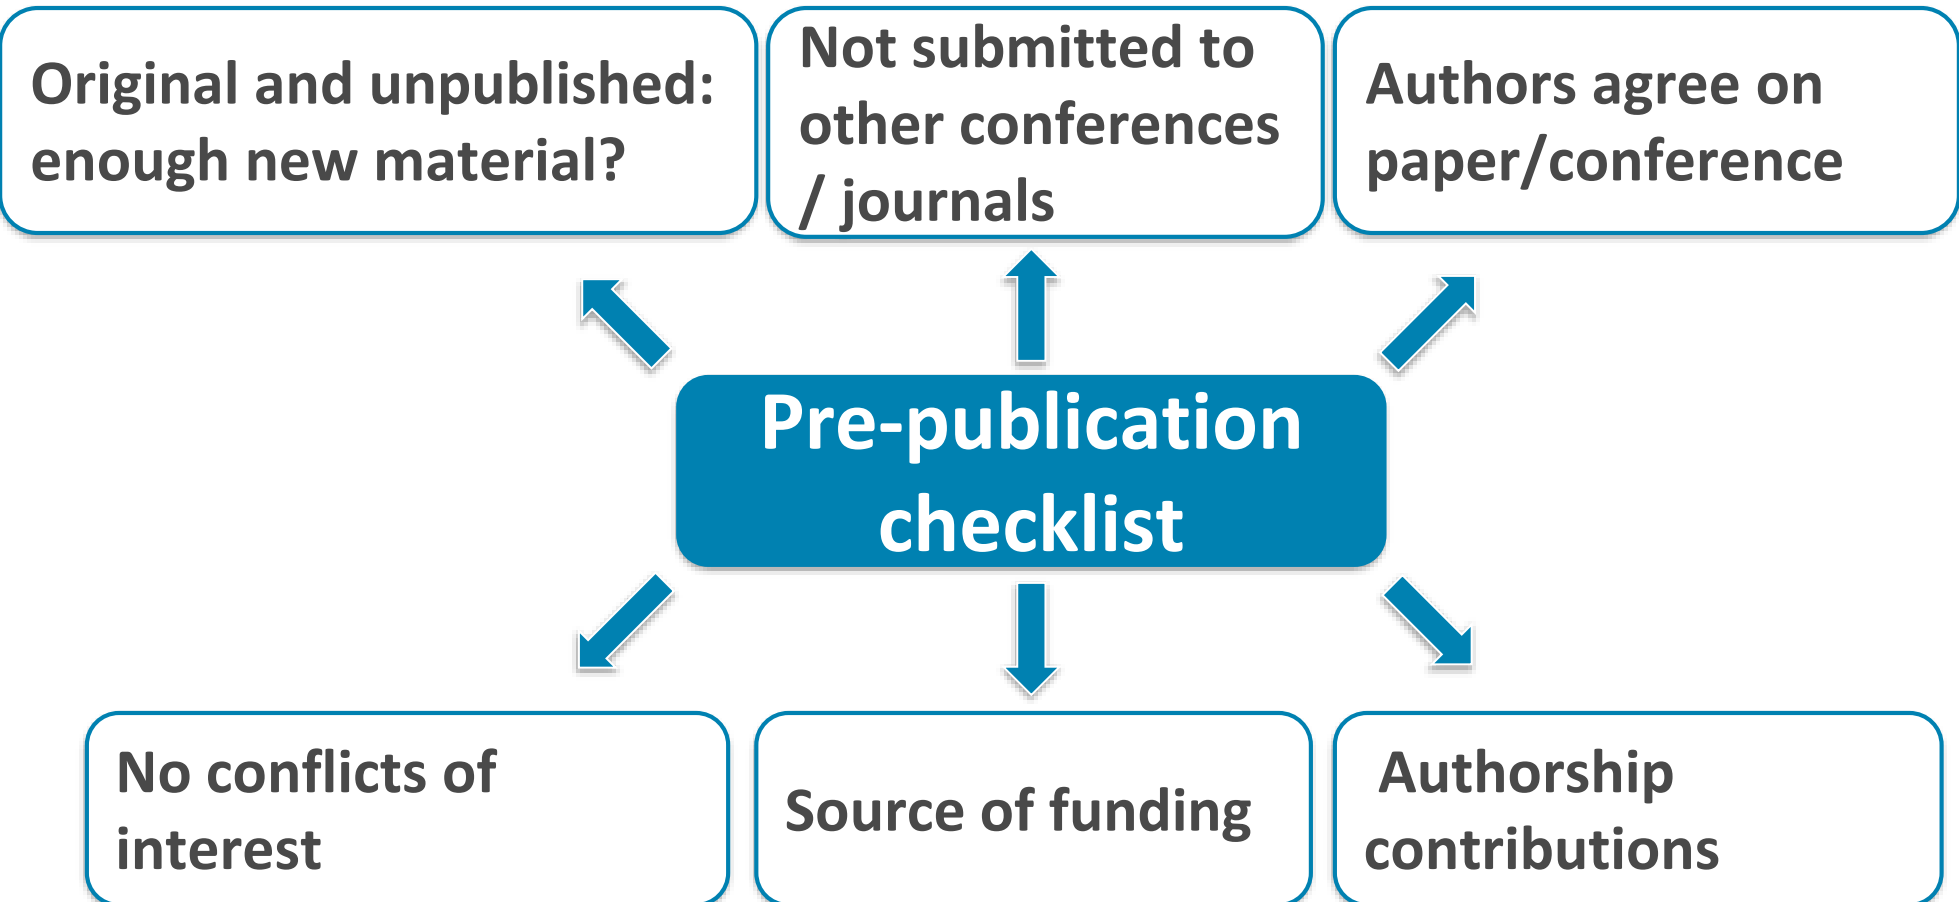 Original and unpublished:
enough new material?
Not submitted to
other conferences
/ journals
Authors agree on
paper/conference
Pre-publication
checklist
No conflicts of
interest
Source of funding
Authorship
contributions